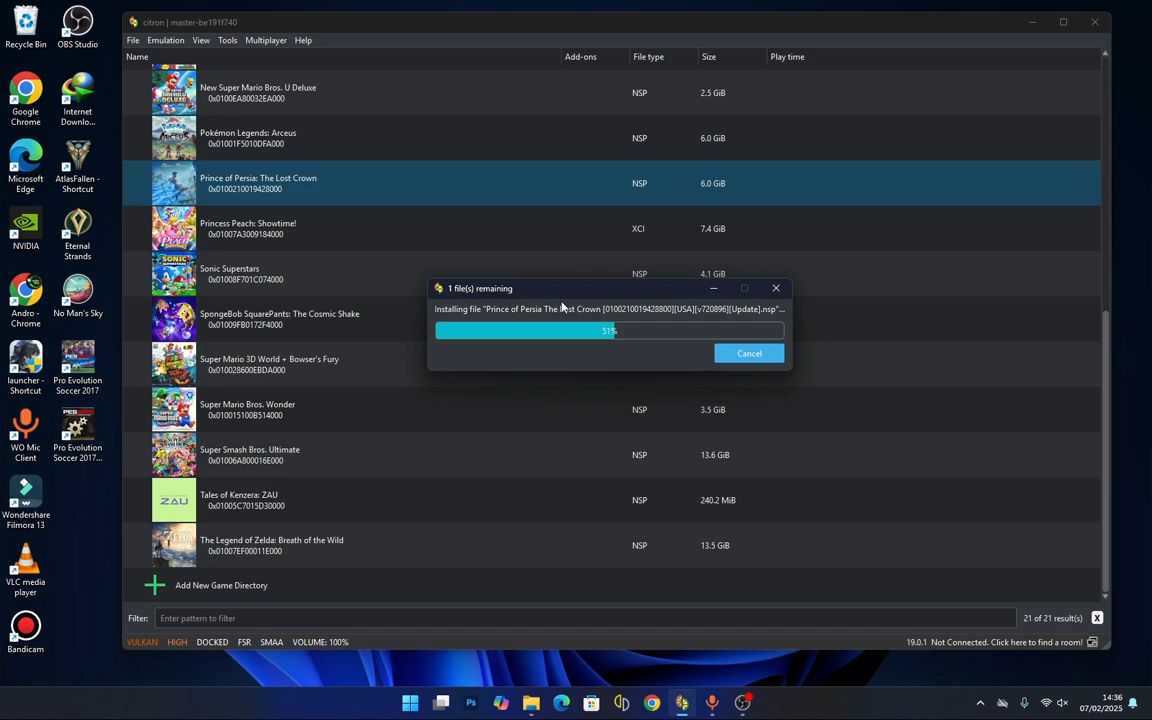 citron | master-be191f740
File Emulation View Tools Multiplayer Help
Name Add-ons File type Size Play time
New Super Mario Bros. U Deluxe
0x0100EA80032EA000
NSP 2.5 GiB
Pokémon Legends: Arceus
0x01001F5010DFA000
NSP 6.0 GiB
Prince of Persia: The Lost Crown
0x0100210019428000
NSP 6.0 GiB
Princess Peach: Showtime!
0x01007A3009184000
XCI 7.4 GiB
Sonic Superstars
0x01008F701C074000
NSP 4.1 GiB
SpongeBob SquarePants: The Cosmic Shake
0x01009FB0172F4000
Super Mario 3D World + Bowser's Fury
0x010028600EBDA000
Super Mario Bros. Wonder
0x010015100B514000
NSP 3.5 GiB
Super Smash Bros. Ultimate
0x01006A800016E000
NSP 13.6 GiB
Tales of Kenzera: ZAU
0x01005C7015D30000
NSP 240.2 MiB
The Legend of Zelda: Breath of the Wild
0x01007EF00011E000
NSP 13.5 GiB
Add New Game Directory
Filter: Enter pattern to filter 21 of 21 result(s) X
VULKAN HIGH DOCKED FSR SMAA VOLUME: 100% 19.0.1 Not Connected. Click here to find a room!
1 file(s) remaining
Installing file "Prince of Persia The Lost Crown [0100210019428800][USA][v720896][Update].nsp"...
51%
Cancel
Recycle Bin
OBS Studio
Google
Chrome
Internet
Downlo...
Microsoft
Edge
AtlasFallen -
Shortcut
NVIDIA
Eternal
Strands
Andro -
Chrome
No Man's Sky
launcher -
Shortcut
Pro Evolution
Soccer 2017
WO Mic
Client
Pro Evolution
Soccer 2017...
Wondershare
Filmora 13
VLC media
player
Bandicam
ZAU
Ps
14:36
07/02/2025